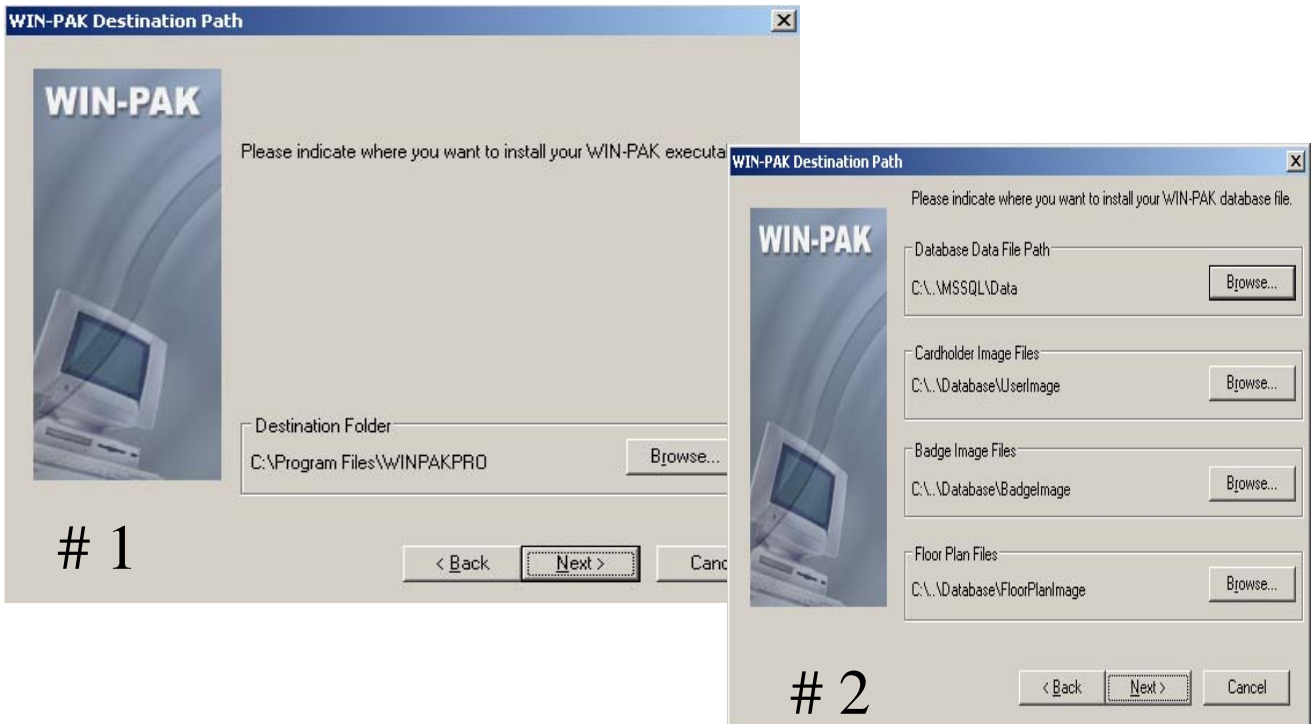 WIN-PAK Destination Path
WIN-PAK
Please indicate where you want to install your WIN-PAK
Destination Folder
C:\Program Files\WINPAKPRO
Browse...
# 1
< Back
Next >
WIN-PAK Destination Path
Please indicate where you want to install your WIN-PAK database file.
WIN-PAK
Database Data File Path
C:\..\MSSQL\Data
Browse...
Cardholder Image Files
C:\..\Database\UserImage
Browse...
Badge Image Files
C:\..\Database\BadgeImage
Browse...
Floor Plan Files
C:\..\Database\FloorPlanImage
Browse...
# 2
< Back
Next >
Cancel